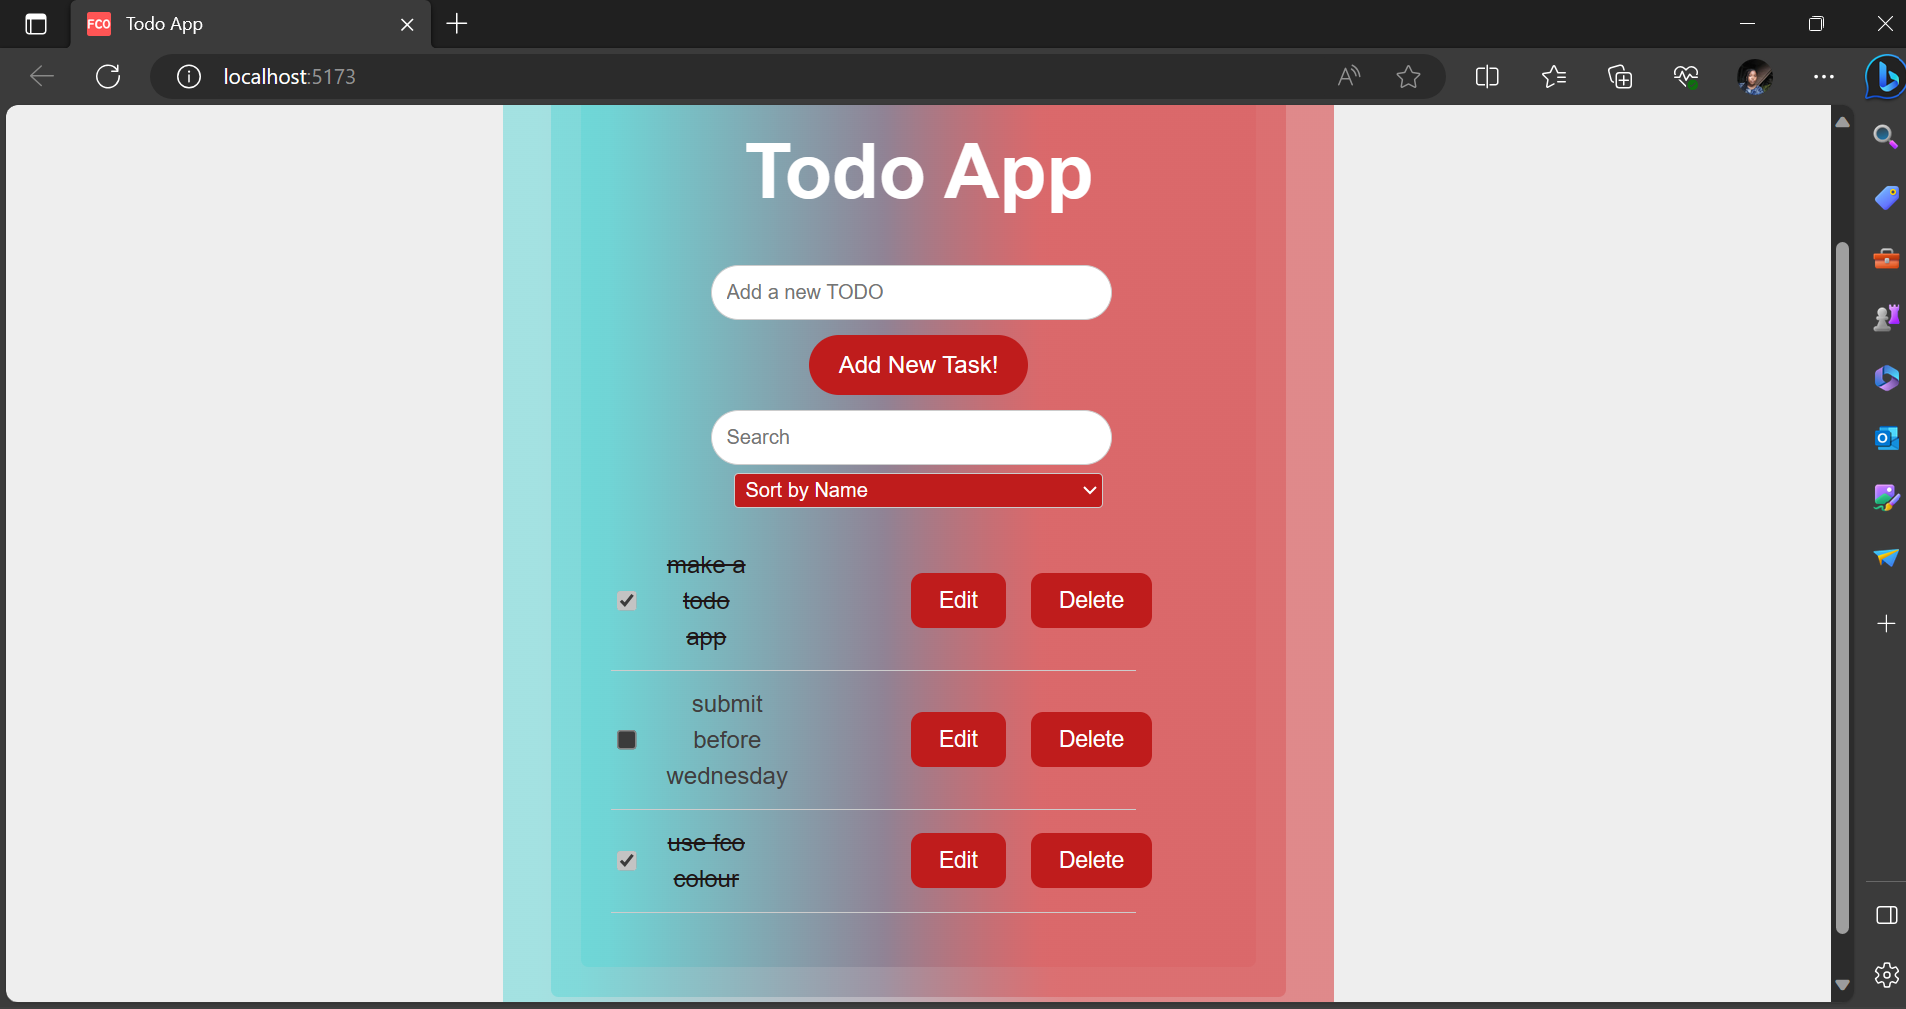 FCO Todo App
localhost:5173
Todo App
Add a new TODO
Add New Task!
Search
Sort by Name
make a
todo
app
Edit Delete
submit
before
wednesday
Edit Delete
use fco
colour
Edit Delete